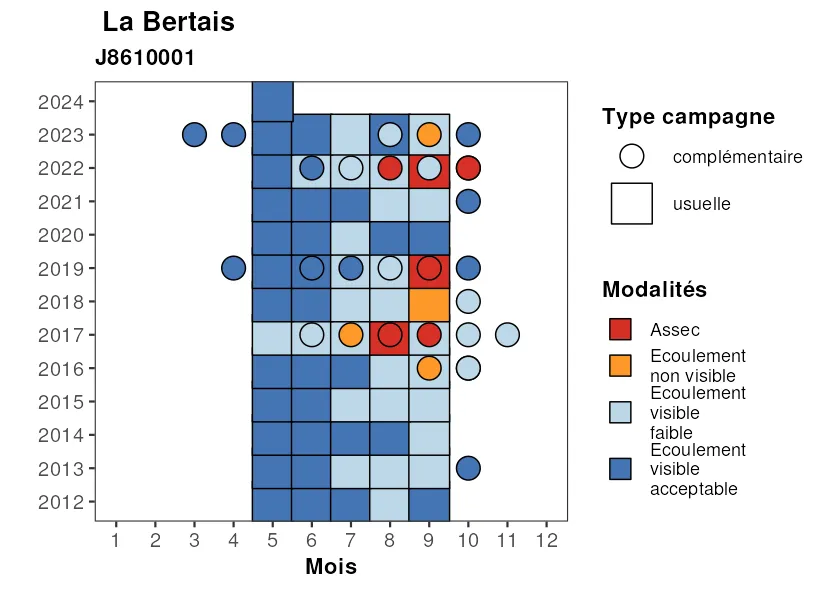 La Bertais
J8610001
2024
2023
2022
2021
2020
2019
2018
2017
2016
2015
2014
2013
2012
1 2 3 4 5 6 7 8 9 10 11 12
Mois
Type campagne
complémentaire
usuelle
Modalités
Assec
Ecoulement
non visible
Ecoulement
visible
faible
Ecoulement
visible
acceptable